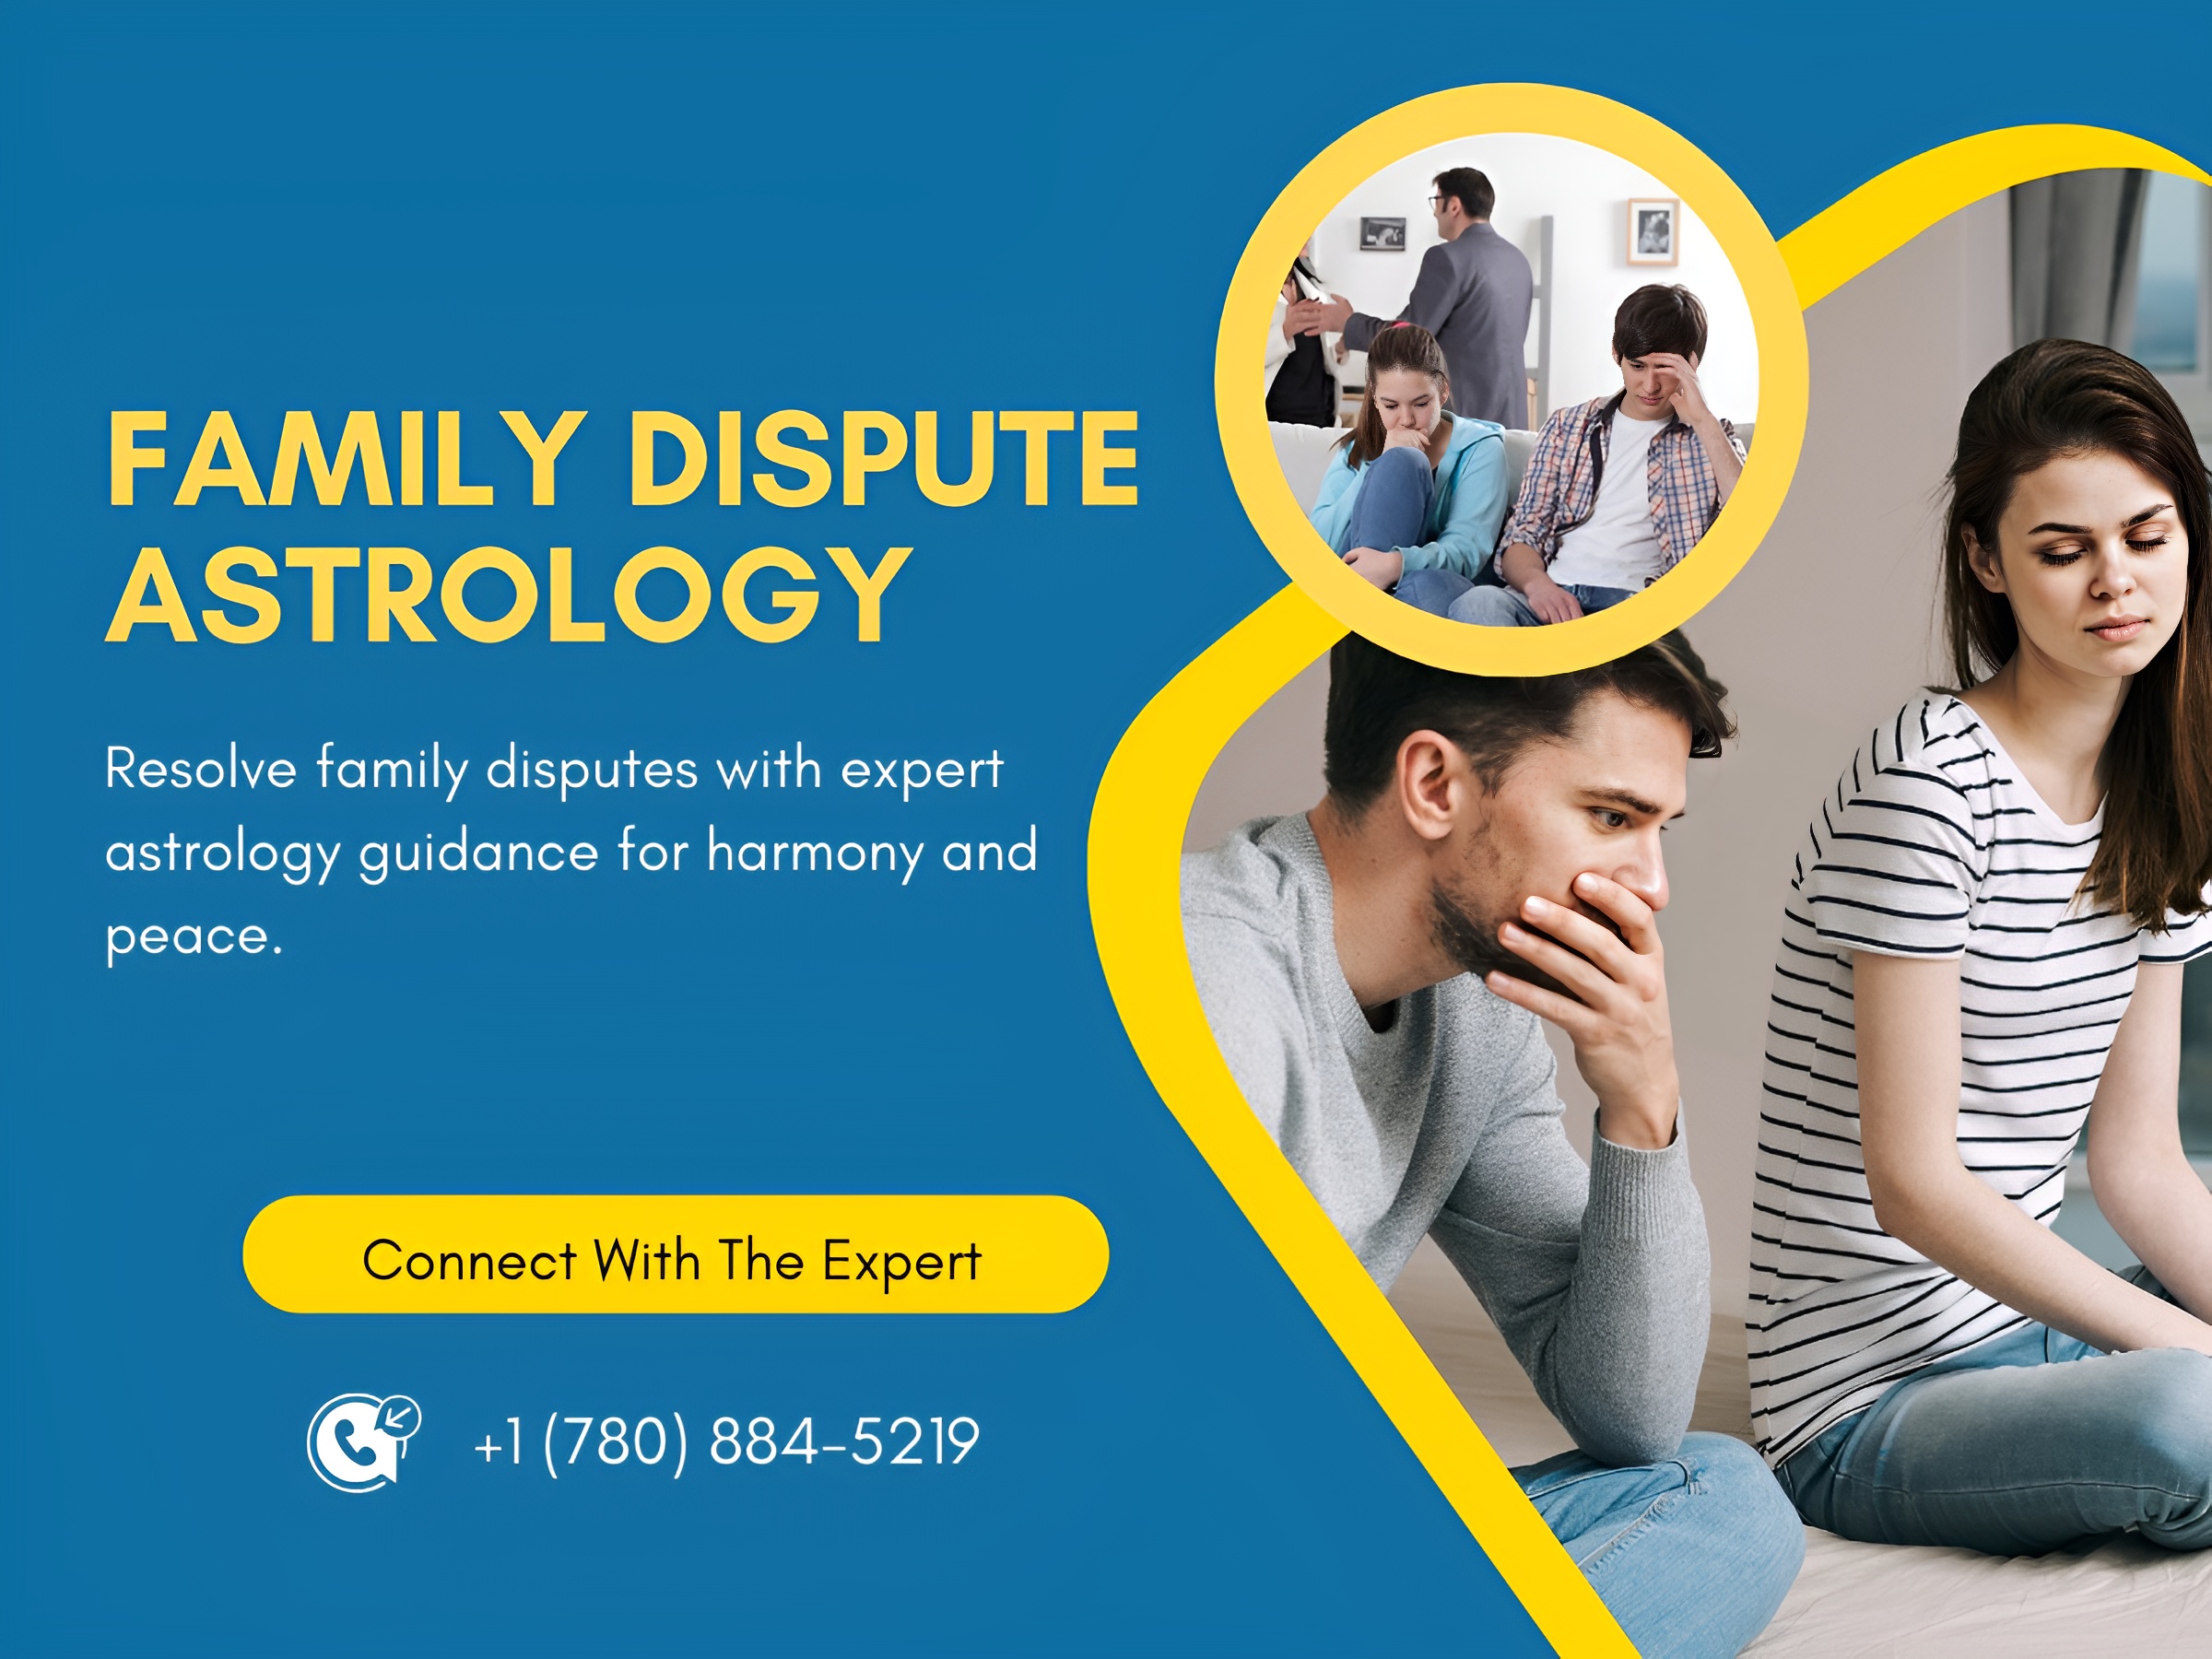 FAMILY DISPUTE
ASTROLOGY
Resolve family disputes with expert
astrology guidance for harmony and
peace.
Connect With The Expert
+1 (780) 884-5219